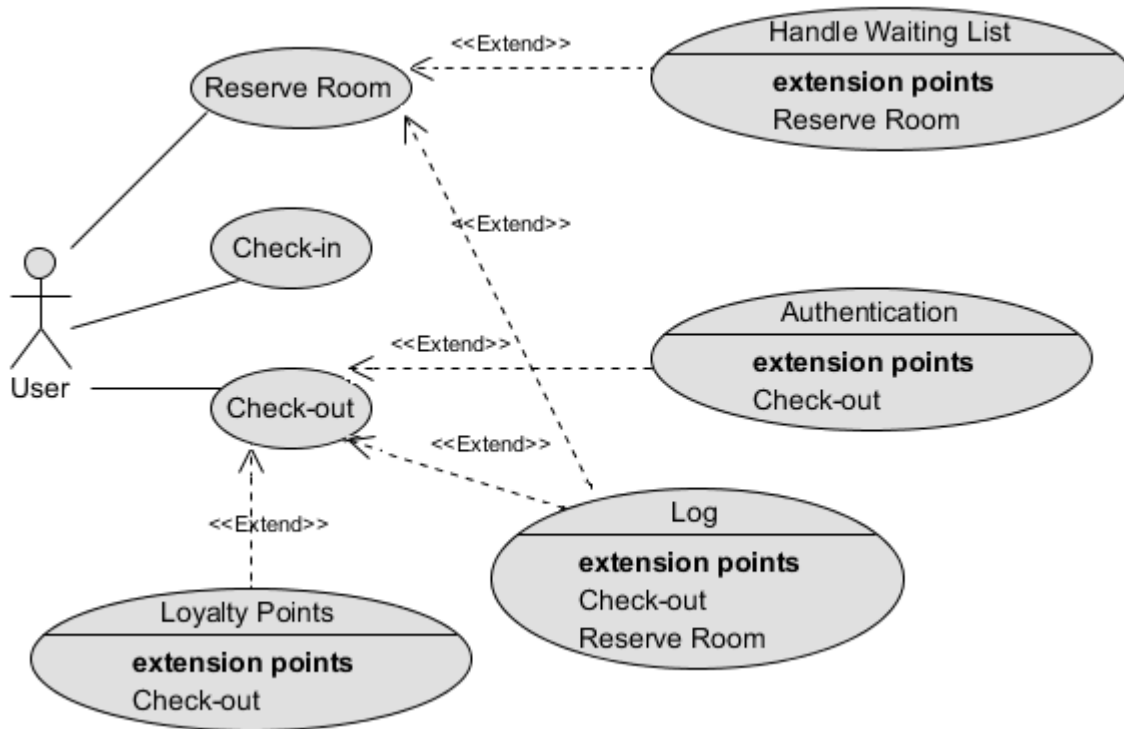 Handle Waiting List
<<Extend>>
Reserve Room
extension points
Reserve Room
<<Extend>>
Check-in
Authentication
<<Extend>>
extension points
User
Check-out
Check-out
<<Extend>>
Log
<<Extend>>
extension points
Check-out
Reserve Room
Loyalty Points
extension points
Check-out